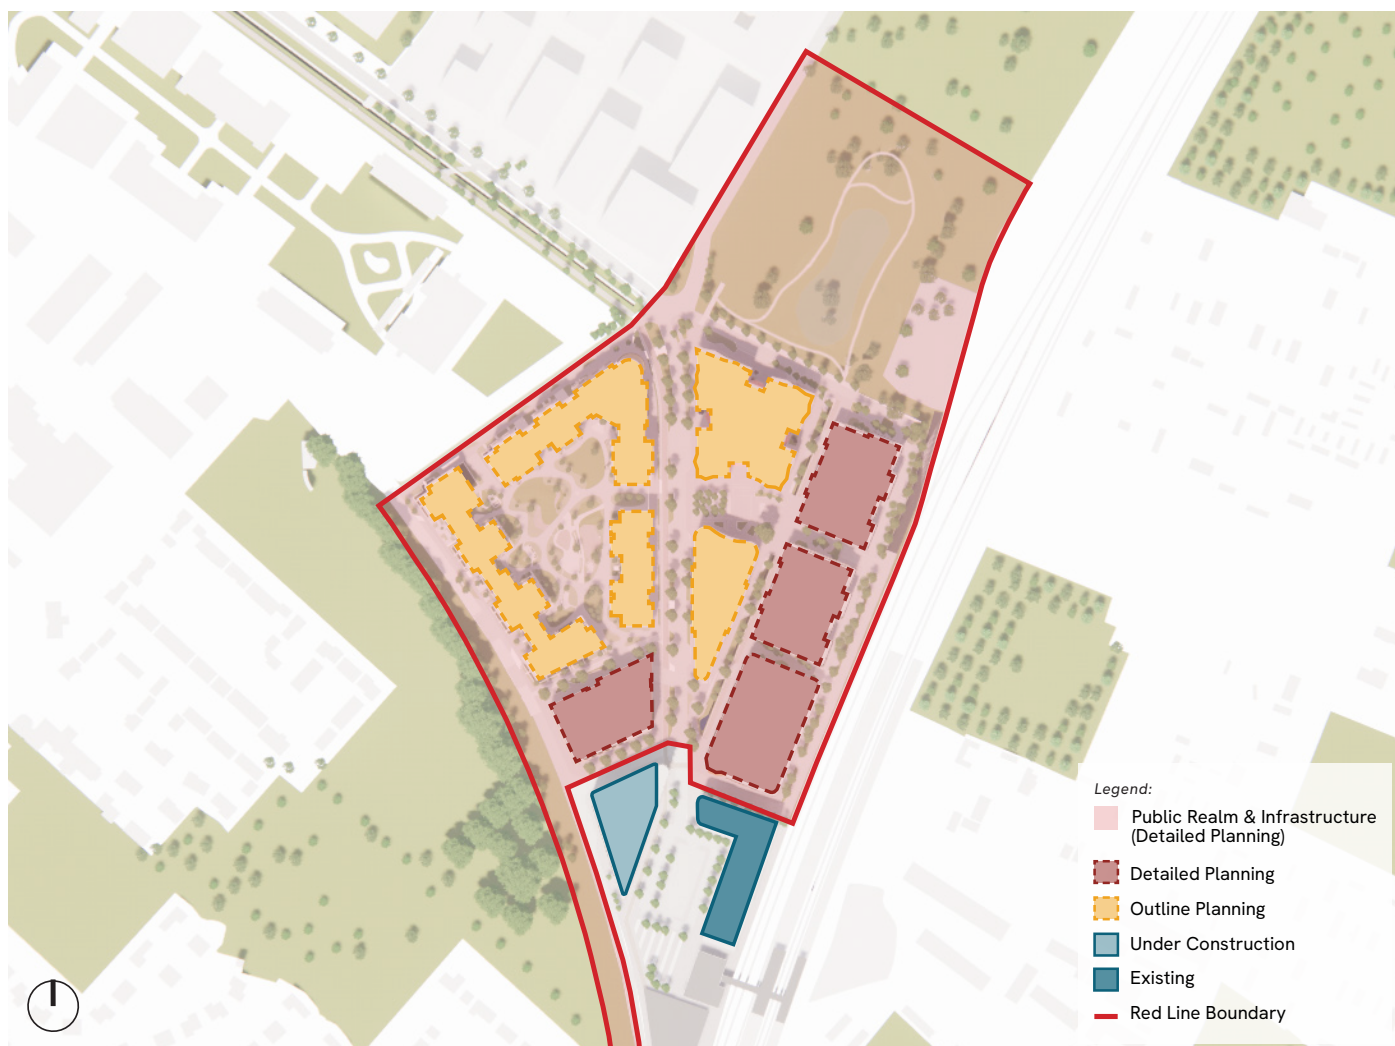 Legend:
Public Realm & Infrastructure
(Detailed Planning)
Detailed Planning
Outline Planning
Under Construction
Existing
Red Line Boundary